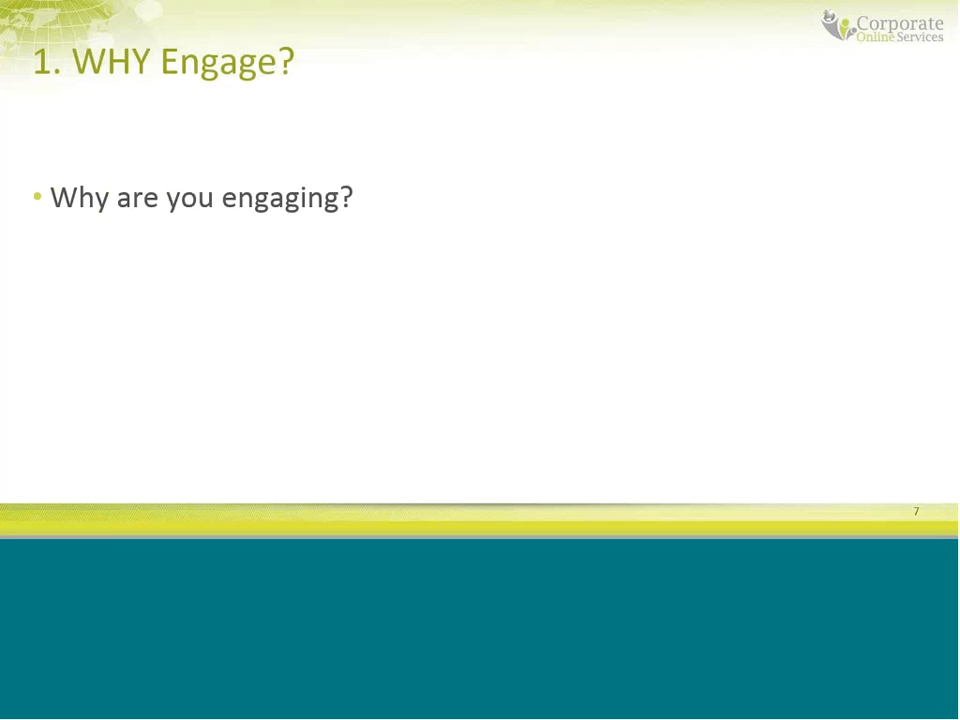 Corporate
Online Services
1. WHY Engage?
• Why are you engaging?
7